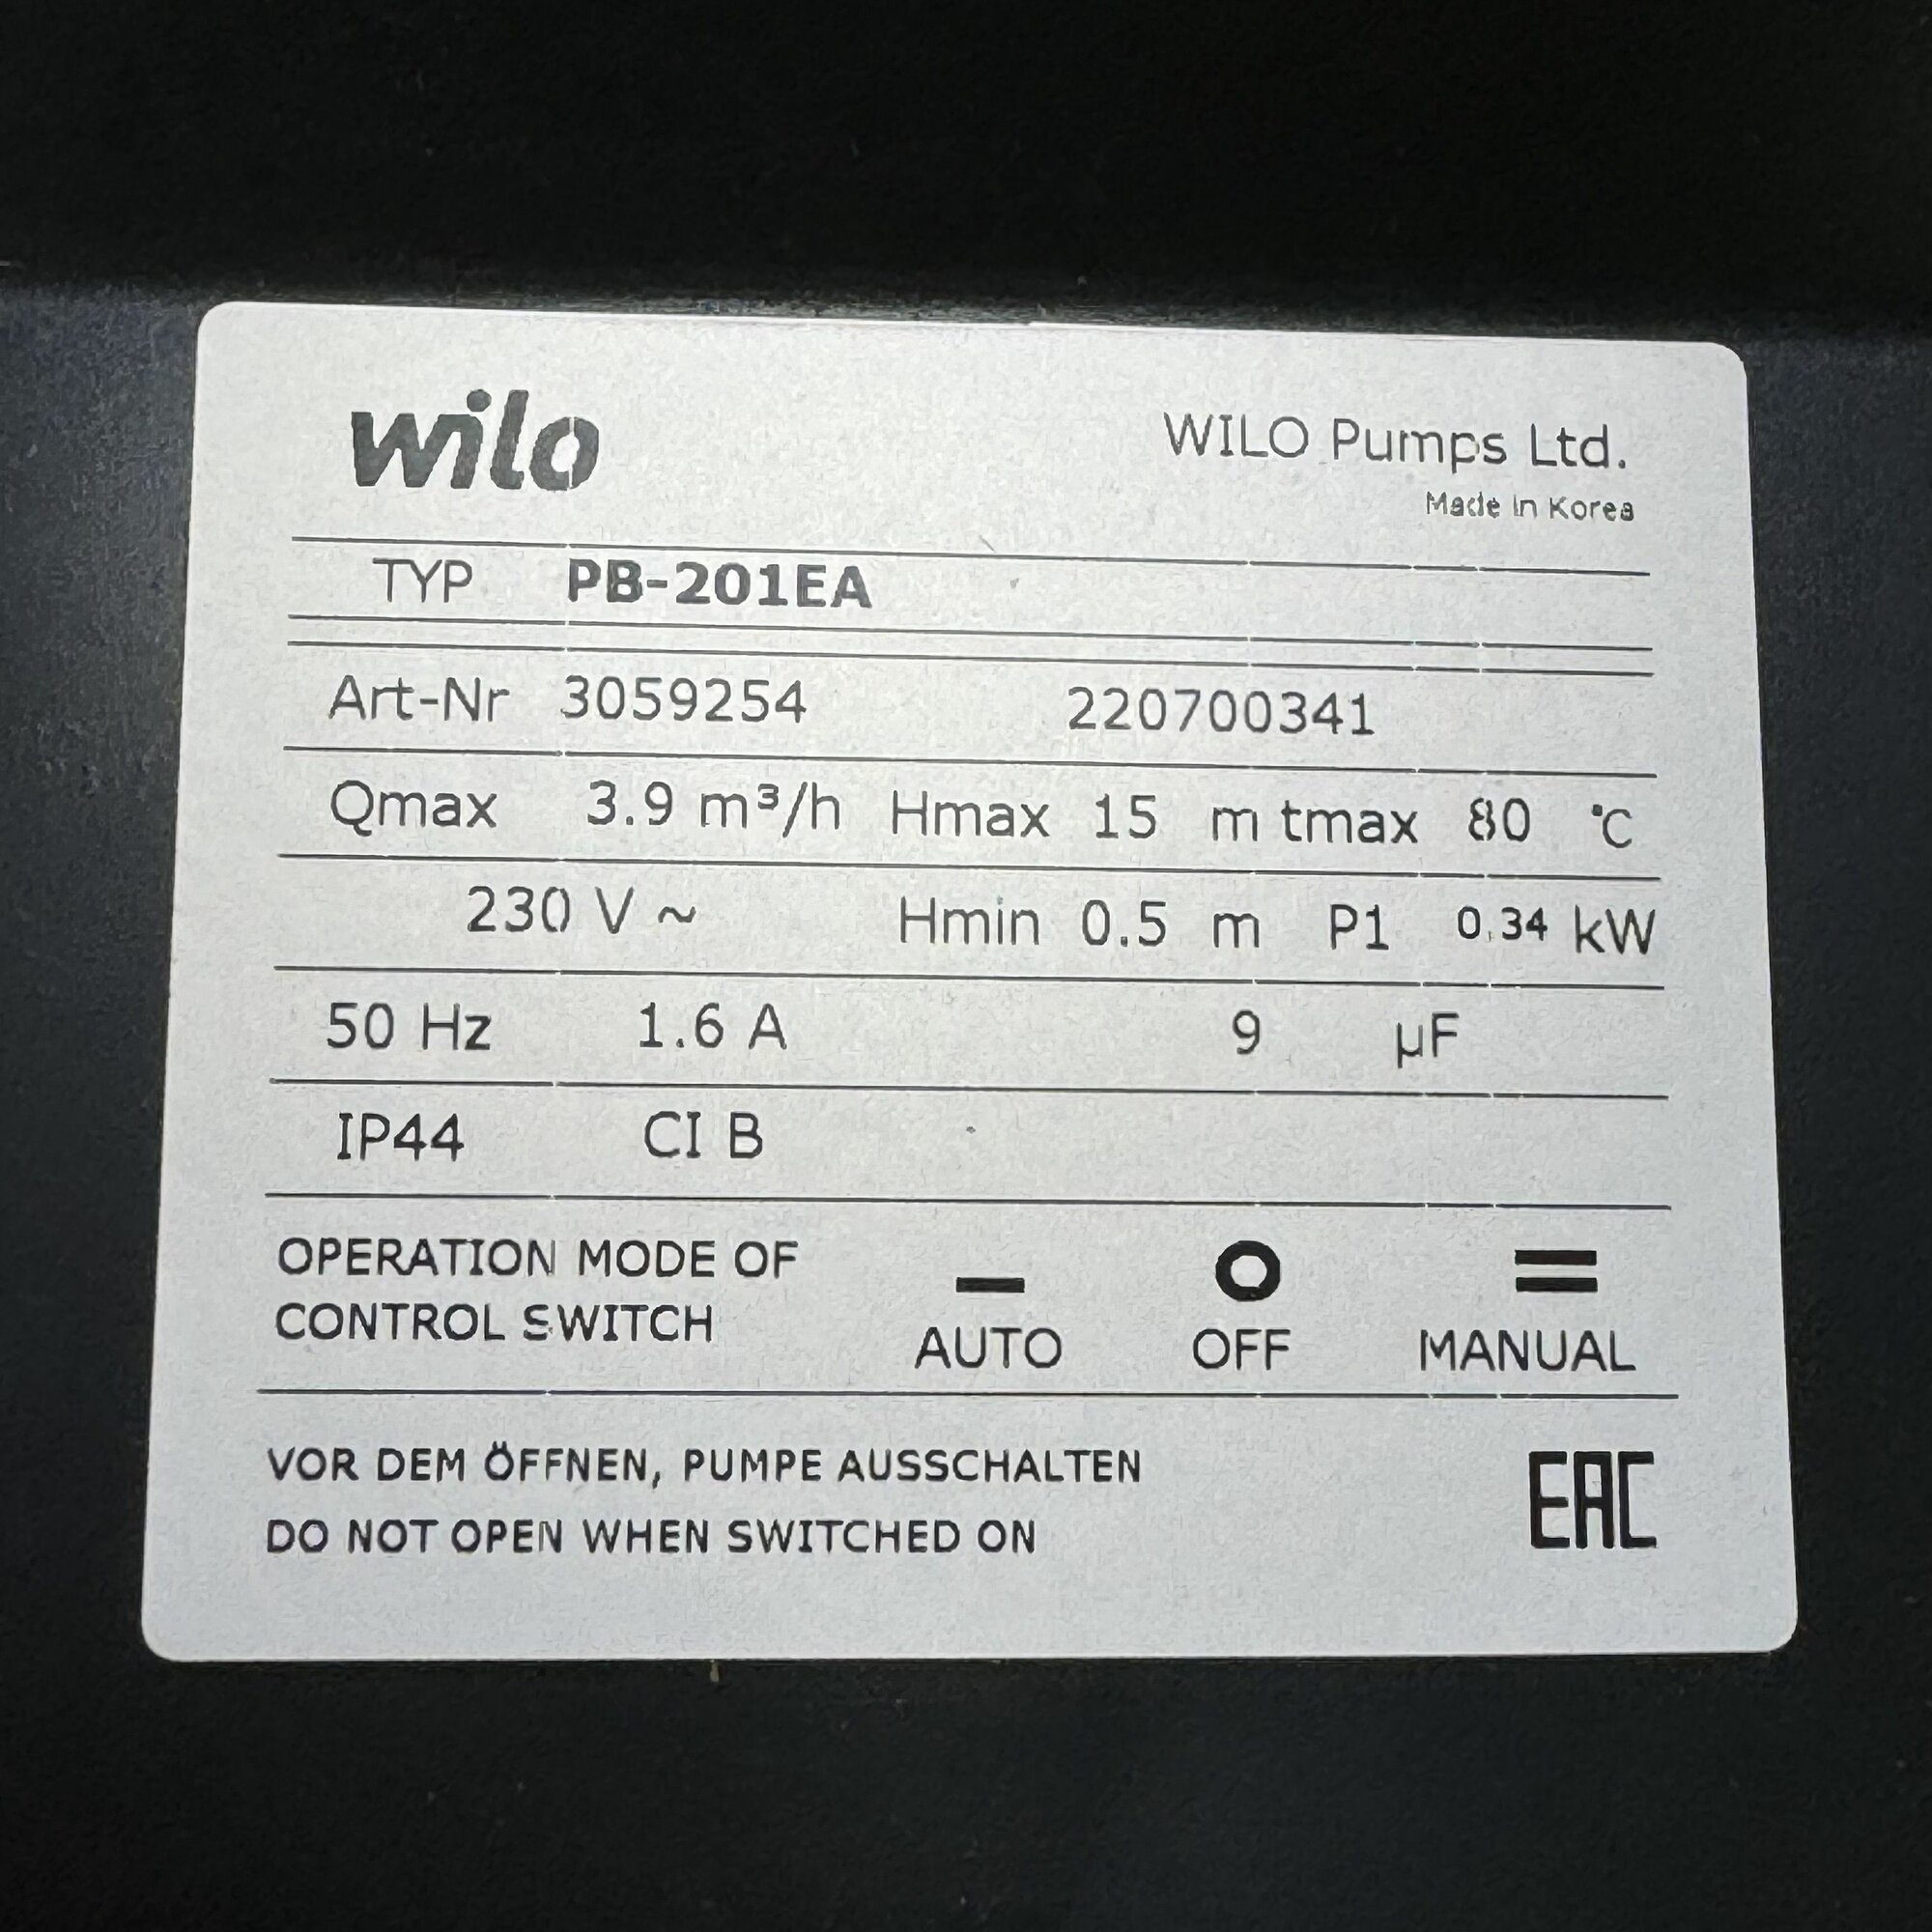 wilo WILO Pumps Ltd.
Made in Korea
TYP PB-201EA
Art-Nr 3059254 220700341
Qmax 3.9 m³/h Hmax 15 m tmax 80 ℃
230 V ~ Hmin 0.5 m P1 0.34 kW
50 Hz 1.6 A 9 µF
IP44 CI B
OPERATION MODE OF
CONTROL SWITCH
AUTO OFF MANUAL
VOR DEM ÖFFNEN, PUMPE AUSSCHALTEN
DO NOT OPEN WHEN SWITCHED ON
EAC